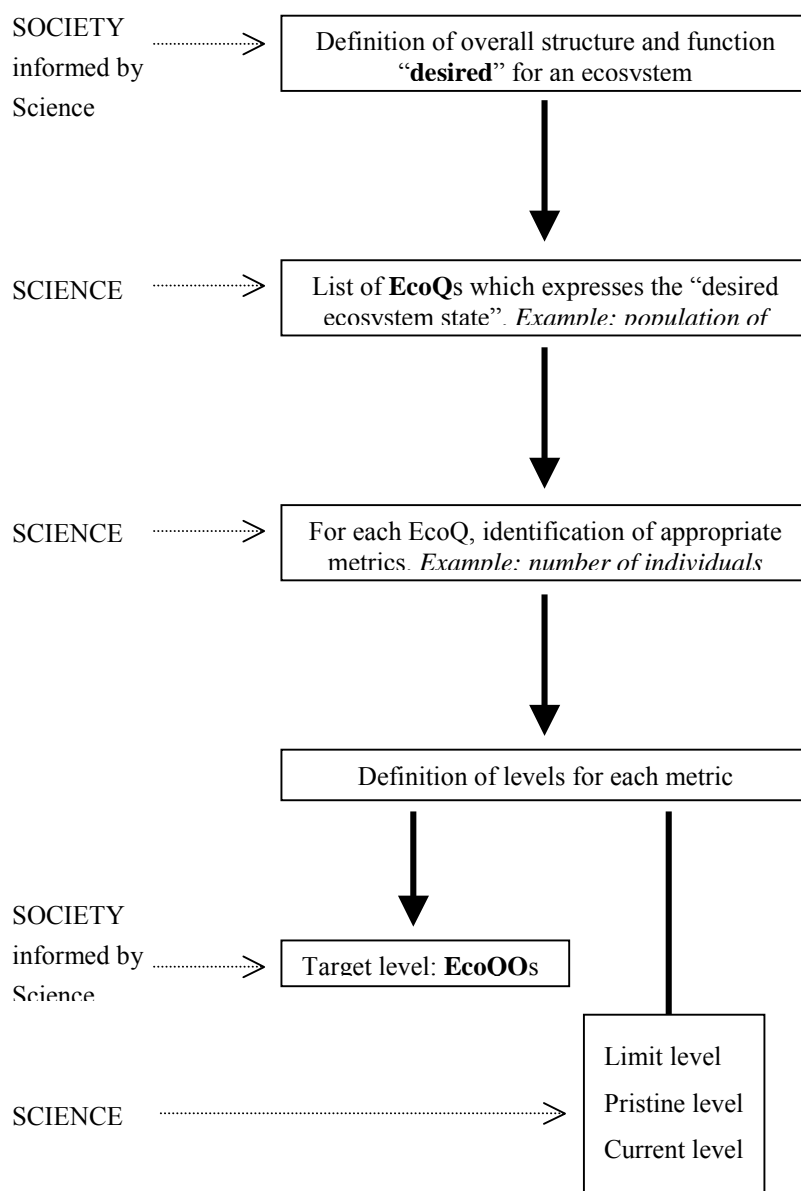 SOCIETY
informed by
Science
Definition of overall structure and function
“desired” for an ecosystem
SCIENCE
List of EcoQs which expresses the “desired
ecosystem state”. Example: population of
SCIENCE
For each EcoQ, identification of appropriate
metrics. Example: number of individuals
Definition of levels for each metric
SOCIETY
informed by
Science
Target level: EcoQOs
SCIENCE
Limit level
Pristine level
Current level